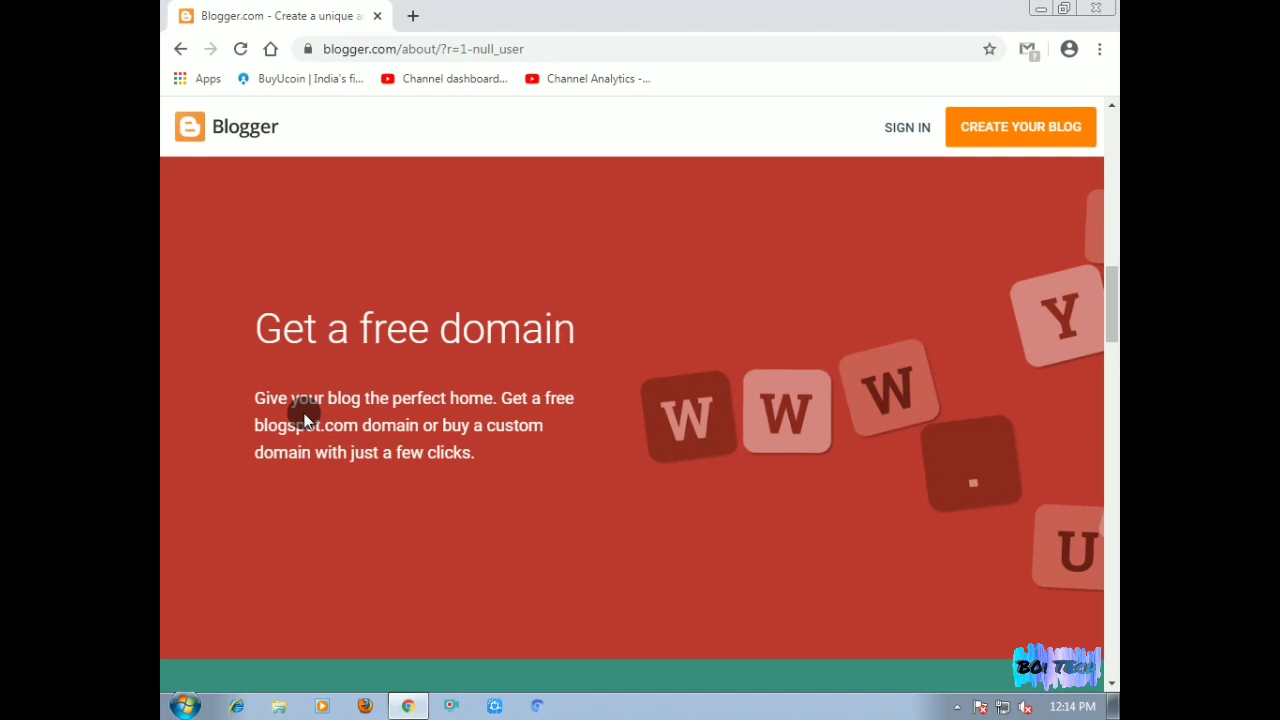 Blogger.com - Create a unique a
blogger.com/about/?r=1-null_user
Apps
BuyUcoin | India's fi...
Channel dashboard...
Channel Analytics -...
Blogger
SIGN IN
CREATE YOUR BLOG
Get a free domain
Give your blog the perfect home. Get a free
blogspot.com domain or buy a custom
domain with just a few clicks.
W W W .
Y
U
BOi TECH
12:14 PM